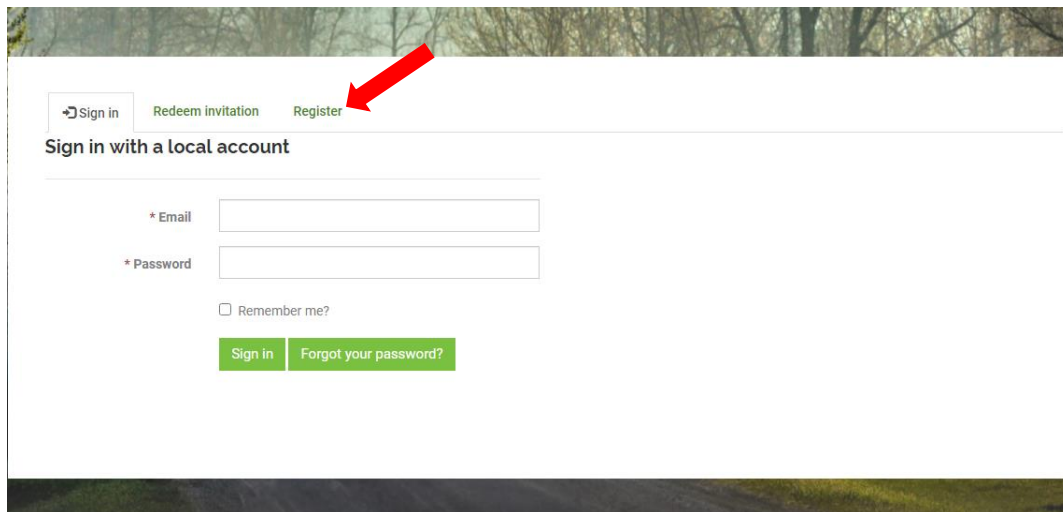 Sign in Redeem invitation Register
Sign in with a local account
* Email
* Password
Remember me?
Sign in Forgot your password?